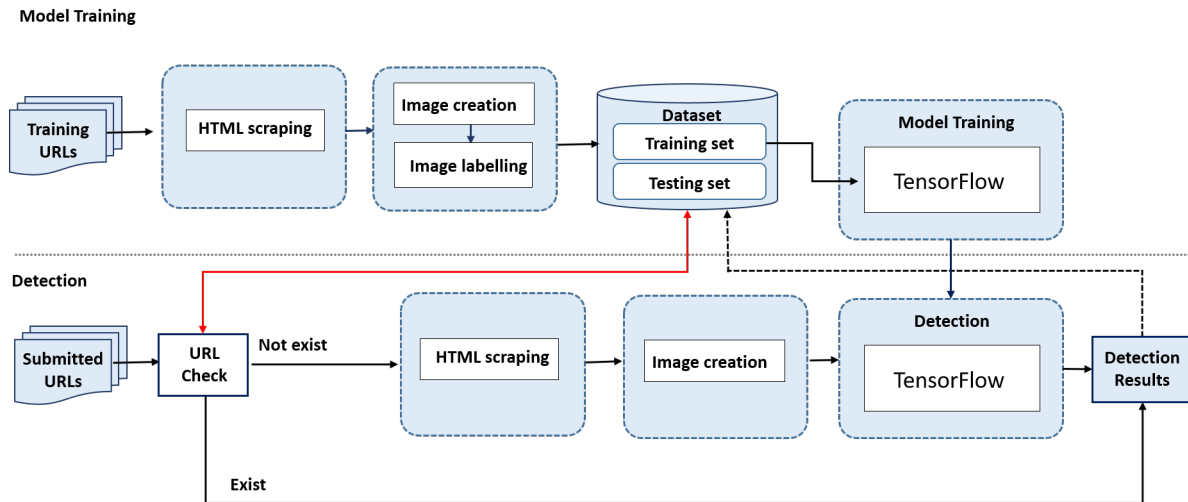 Model Training
Training
URLs
HTML scraping
Image creation
Image labelling
Dataset
Training set
Testing set
Model Training
TensorFlow
Detection
Submitted
URLs
URL
Check
Not exist
HTML scraping
Image creation
Detection
TensorFlow
Detection
Results
Exist